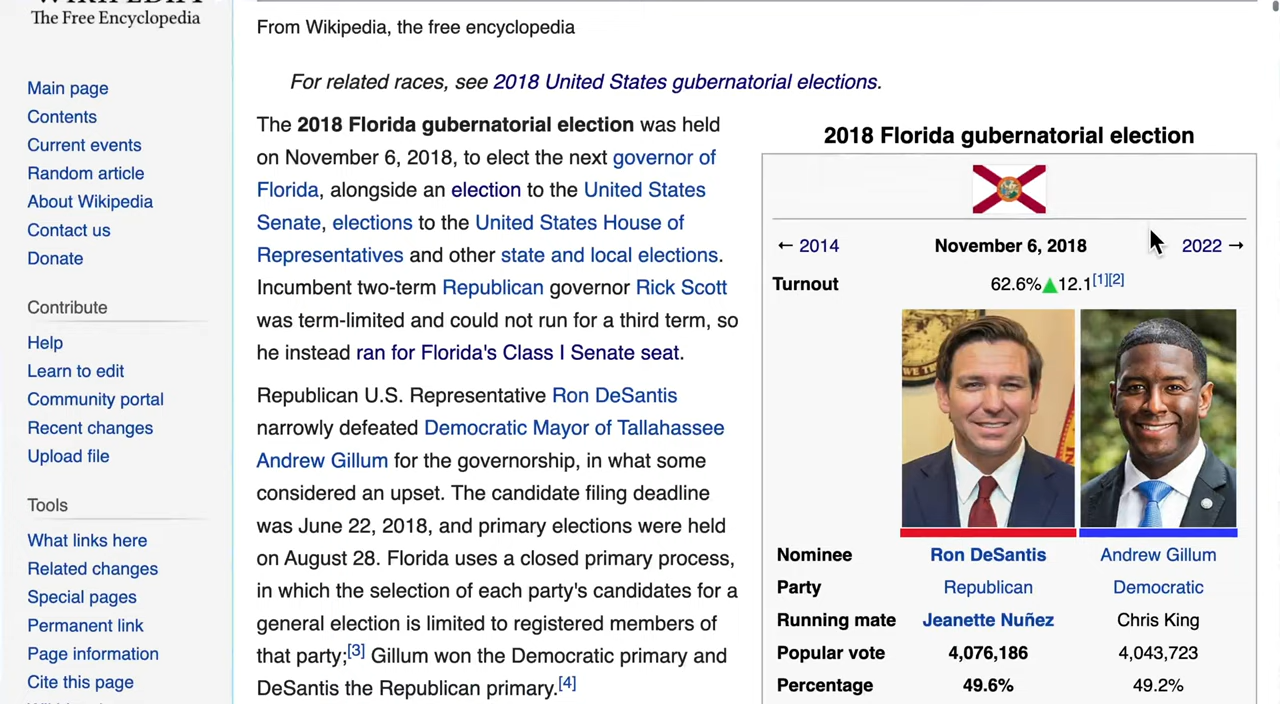 The Free Encyclopedia
Main page
Contents
Current events
Random article
About Wikipedia
Contact us
Donate
Contribute
Help
Learn to edit
Community portal
Recent changes
Upload file
Tools
What links here
Related changes
Special pages
Permanent link
Page information
Cite this page
From Wikipedia, the free encyclopedia
For related races, see 2018 United States gubernatorial elections.
The 2018 Florida gubernatorial election was held
on November 6, 2018, to elect the next governor of
Florida, alongside an election to the United States
Senate, elections to the United States House of
Representatives and other state and local elections.
Incumbent two-term Republican governor Rick Scott
was term-limited and could not run for a third term, so
he instead ran for Florida's Class I Senate seat.
Republican U.S. Representative Ron DeSantis
narrowly defeated Democratic Mayor of Tallahassee
Andrew Gillum for the governorship, in what some
considered an upset. The candidate filing deadline
was June 22, 2018, and primary elections were held
on August 28. Florida uses a closed primary process,
in which the selection of each party's candidates for a
general election is limited to registered members of
that party;[3] Gillum won the Democratic primary and
DeSantis the Republican primary.[4]
2018 Florida gubernatorial election
← 2014 November 6, 2018 2022 →
Turnout 62.6%▲12.1[1][2]
Nominee Ron DeSantis Andrew Gillum
Party Republican Democratic
Running mate Jeanette Nuñez Chris King
Popular vote 4,076,186 4,043,723
Percentage 49.6% 49.2%